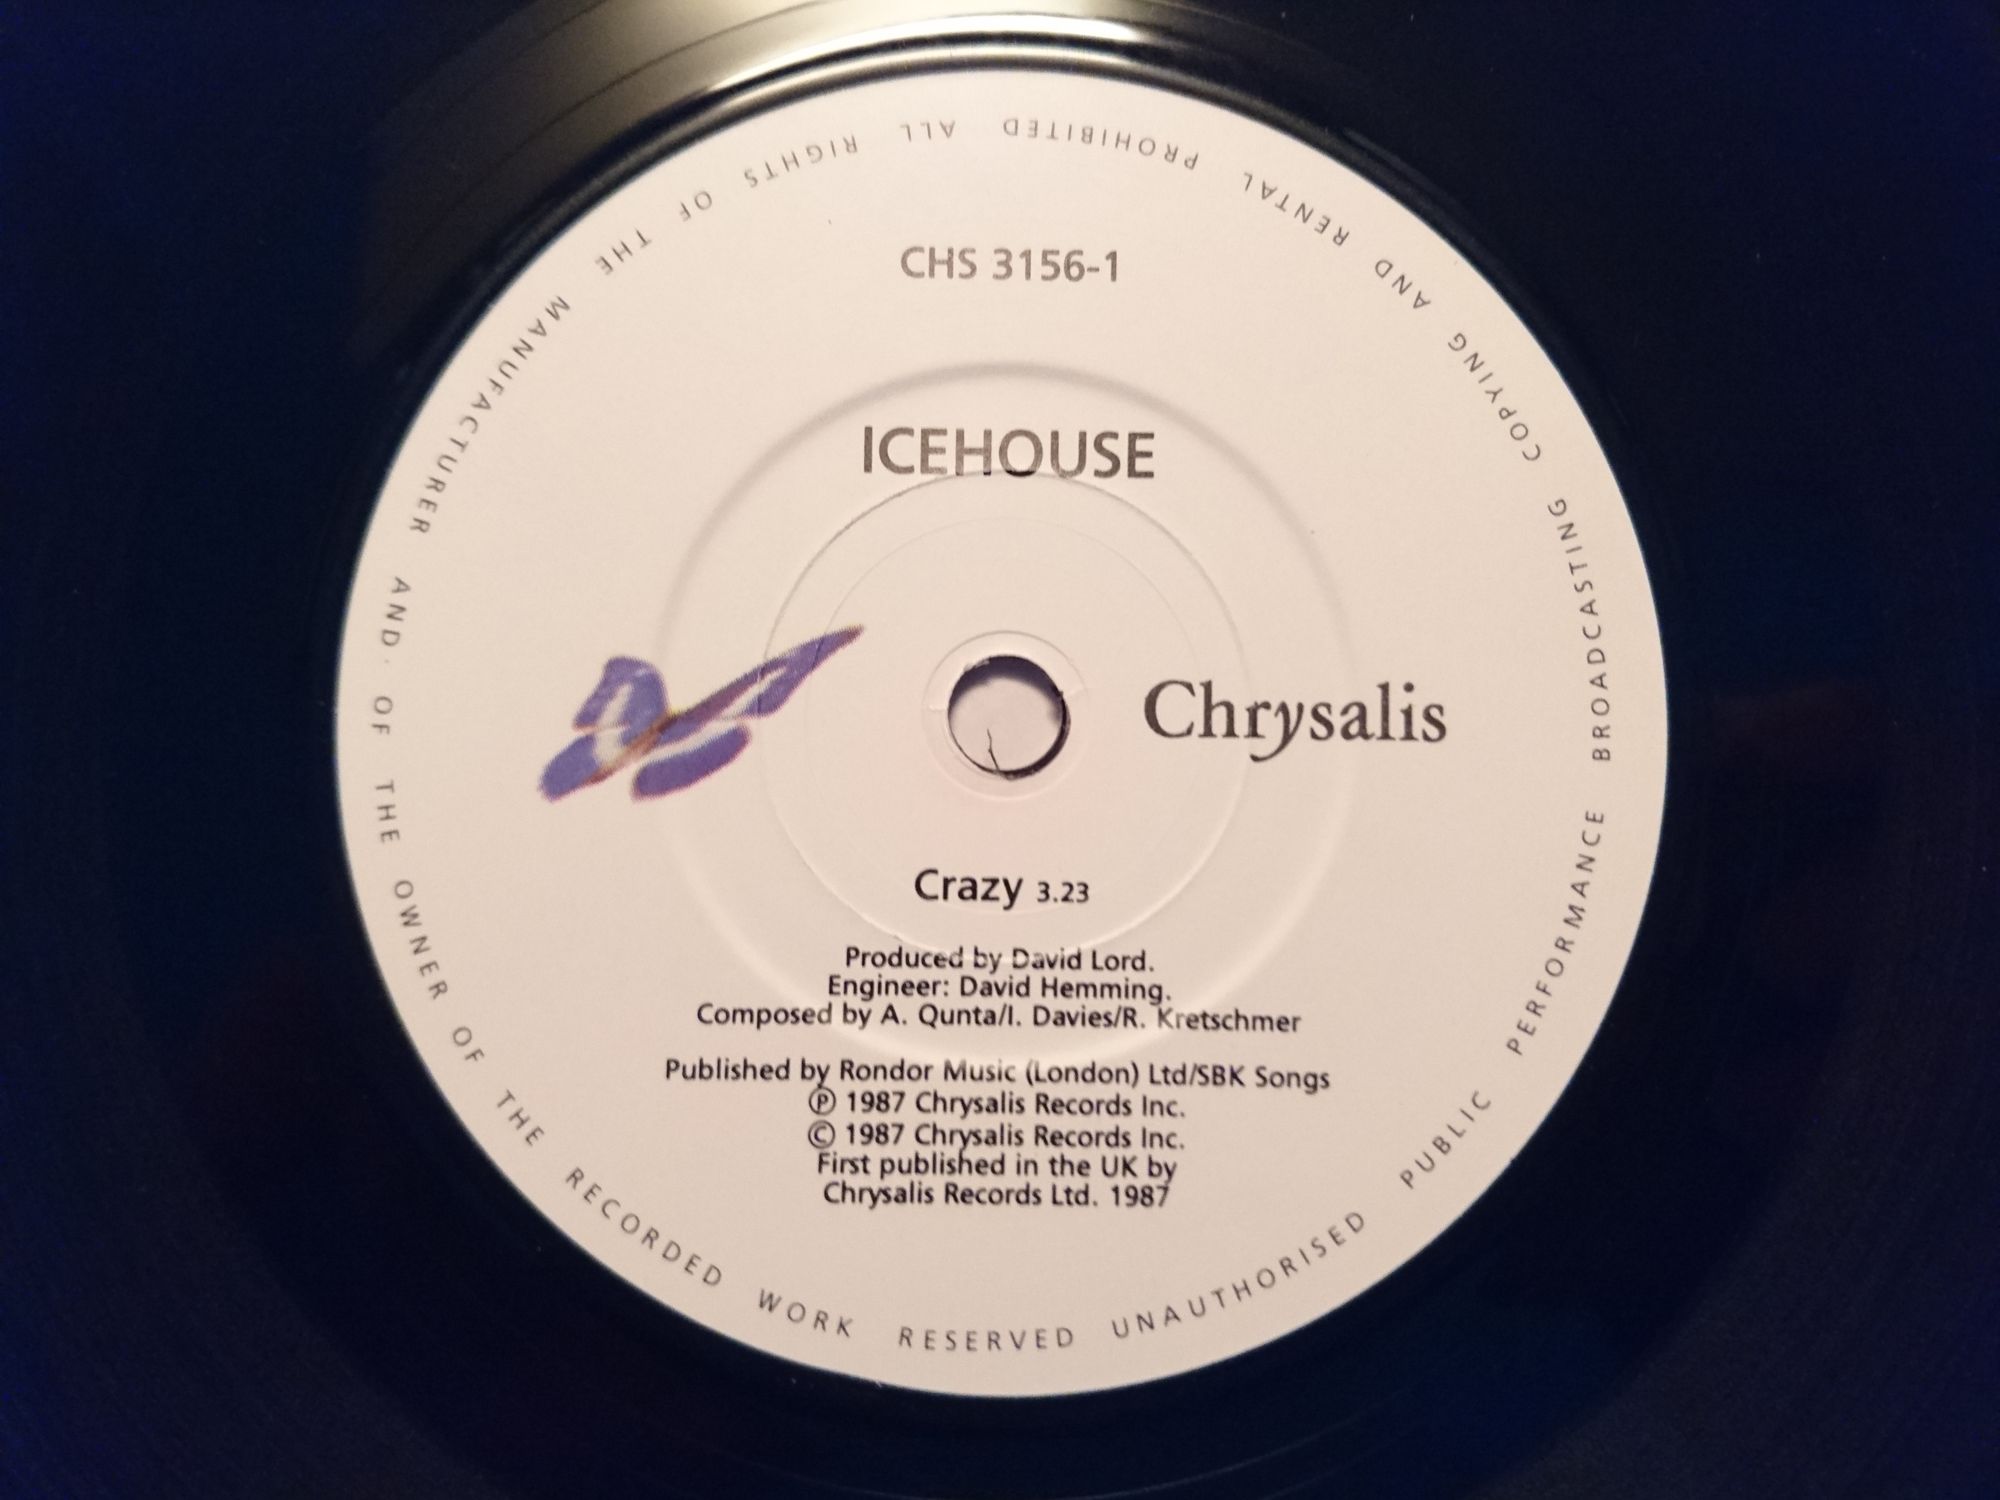 CHS 3156-1
ICEHOUSE
Chrysalis
Crazy 3.23
Produced by David Lord.
Engineer: David Hemming.
Composed by A. Qunta/I. Davies/R. Kretschmer
Published by Rondor Music (London) Ltd/SBK Songs
Ⓟ 1987 Chrysalis Records Inc.
© 1987 Chrysalis Records Inc.
First published in the UK by
Chrysalis Records Ltd. 1987
ALL RIGHTS OF THE MANUFACTURER AND · OF THE OWNER OF THE RECORDED WORK RESERVED UNAUTHORISED PUBLIC PERFORMANCE BROADCASTING COPYING AND RENTAL PROHIBITED